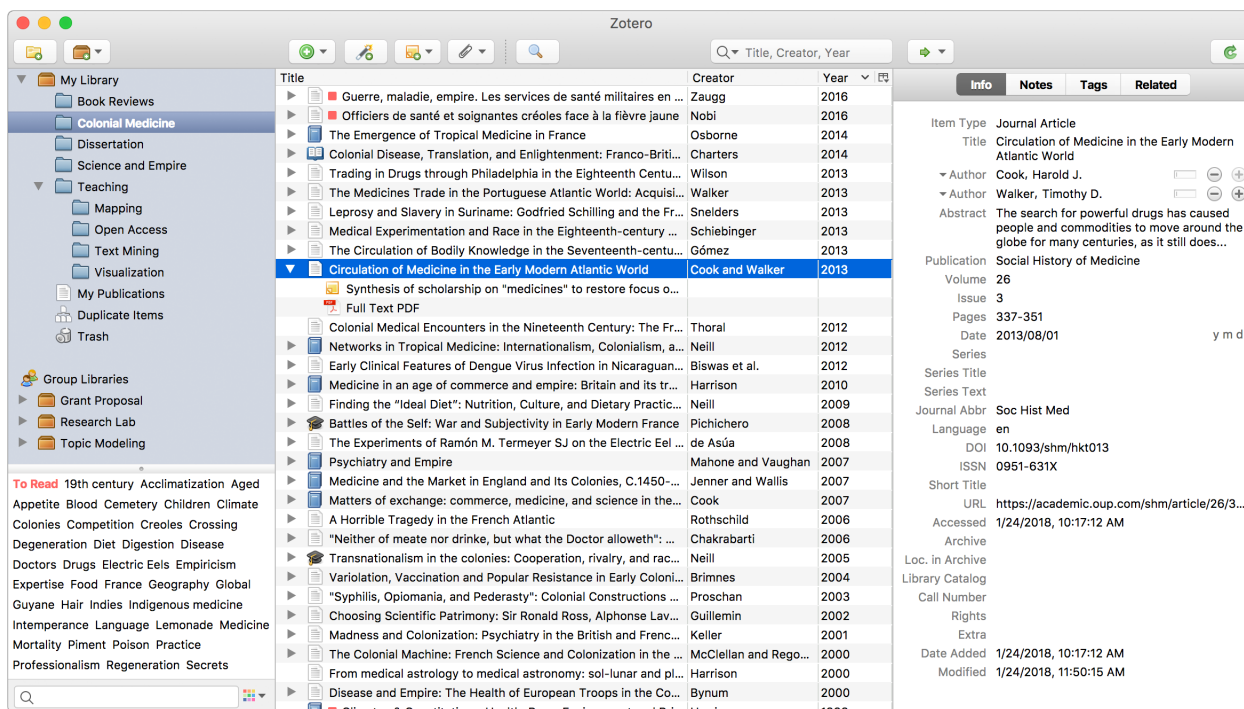 Zotero
Title, Creator, Year
My Library
Book Reviews
Colonial Medicine
Dissertation
Science and Empire
Teaching
Mapping
Open Access
Text Mining
Visualization
My Publications
Duplicate Items
Trash
Group Libraries
Grant Proposal
Research Lab
Topic Modeling
To Read 19th century Acclimatization Aged
Appetite Blood Cemetery Children Climate
Colonies Competition Creoles Crossing
Degeneration Diet Digestion Disease
Doctors Drugs Electric Eels Empiricism
Expertise Food France Geography Global
Guyane Hair Indies Indigenous medicine
Intemperance Language Lemonade Medicine
Mortality Piment Poison Practice
Professionalism Regeneration Secrets
Title Creator Year
Guerre, maladie, empire. Les services de santé militaires en ... Zaugg 2016
Officiers de santé et soignantes créoles face à la fièvre jaune Nobi 2016
The Emergence of Tropical Medicine in France Osborne 2014
Colonial Disease, Translation, and Enlightenment: Franco-Briti... Charters 2014
Trading in Drugs through Philadelphia in the Eighteenth Centu... Wilson 2013
The Medicines Trade in the Portuguese Atlantic World: Acquisi... Walker 2013
Leprosy and Slavery in Suriname: Godfried Schilling and the Fr... Snelders 2013
Medical Experimentation and Race in the Eighteenth-century ... Schiebinger 2013
The Circulation of Bodily Knowledge in the Seventeenth-centu... Gómez 2013
Circulation of Medicine in the Early Modern Atlantic World Cook and Walker 2013
Synthesis of scholarship on "medicines" to restore focus o...
Full Text PDF
Colonial Medical Encounters in the Nineteenth Century: The Fr... Thoral 2012
Networks in Tropical Medicine: Internationalism, Colonialism, a... Neill 2012
Early Clinical Features of Dengue Virus Infection in Nicaraguan... Biswas et al. 2012
Medicine in an age of commerce and empire: Britain and its tr... Harrison 2010
Finding the “Ideal Diet”: Nutrition, Culture, and Dietary Practic... Neill 2009
Battles of the Self: War and Subjectivity in Early Modern France Pichichero 2008
The Experiments of Ramón M. Termeyer SJ on the Electric Eel ... de Asúa 2008
Psychiatry and Empire Mahone and Vaughan 2007
Medicine and the Market in England and Its Colonies, C.1450-... Jenner and Wallis 2007
Matters of exchange: commerce, medicine, and science in the... Cook 2007
A Horrible Tragedy in the French Atlantic Rothschild 2006
"Neither of meate nor drinke, but what the Doctor alloweth": ... Chakrabarti 2006
Transnationalism in the colonies: Cooperation, rivalry, and rac... Neill 2005
Variolation, Vaccination and Popular Resistance in Early Coloni... Brimnes 2004
"Syphilis, Opiomania, and Pederasty": Colonial Constructions ... Proschan 2003
Choosing Scientific Patrimony: Sir Ronald Ross, Alphonse Lav... Guillemin 2002
Madness and Colonization: Psychiatry in the British and Frenc... Keller 2001
The Colonial Machine: French Science and Colonization in the ... McClellan and Rego... 2000
From medical astrology to medical astronomy: sol-lunar and pl... Harrison 2000
Disease and Empire: The Health of European Troops in the Co... Bynum 2000
Info Notes Tags Related
Item Type Journal Article
Title Circulation of Medicine in the Early Modern
Atlantic World
Author Cook, Harold J.
Author Walker, Timothy D.
Abstract The search for powerful drugs has caused
people and commodities to move around the
globe for many centuries, as it still does...
Publication Social History of Medicine
Volume 26
Issue 3
Pages 337-351
Date 2013/08/01 y m d
Series
Series Title
Series Text
Journal Abbr Soc Hist Med
Language en
DOI 10.1093/shm/hkt013
ISSN 0951-631X
Short Title
URL https://academic.oup.com/shm/article/26/3...
Accessed 1/24/2018, 10:17:12 AM
Archive
Loc. in Archive
Library Catalog
Call Number
Rights
Extra
Date Added 1/24/2018, 10:17:12 AM
Modified 1/24/2018, 11:50:15 AM